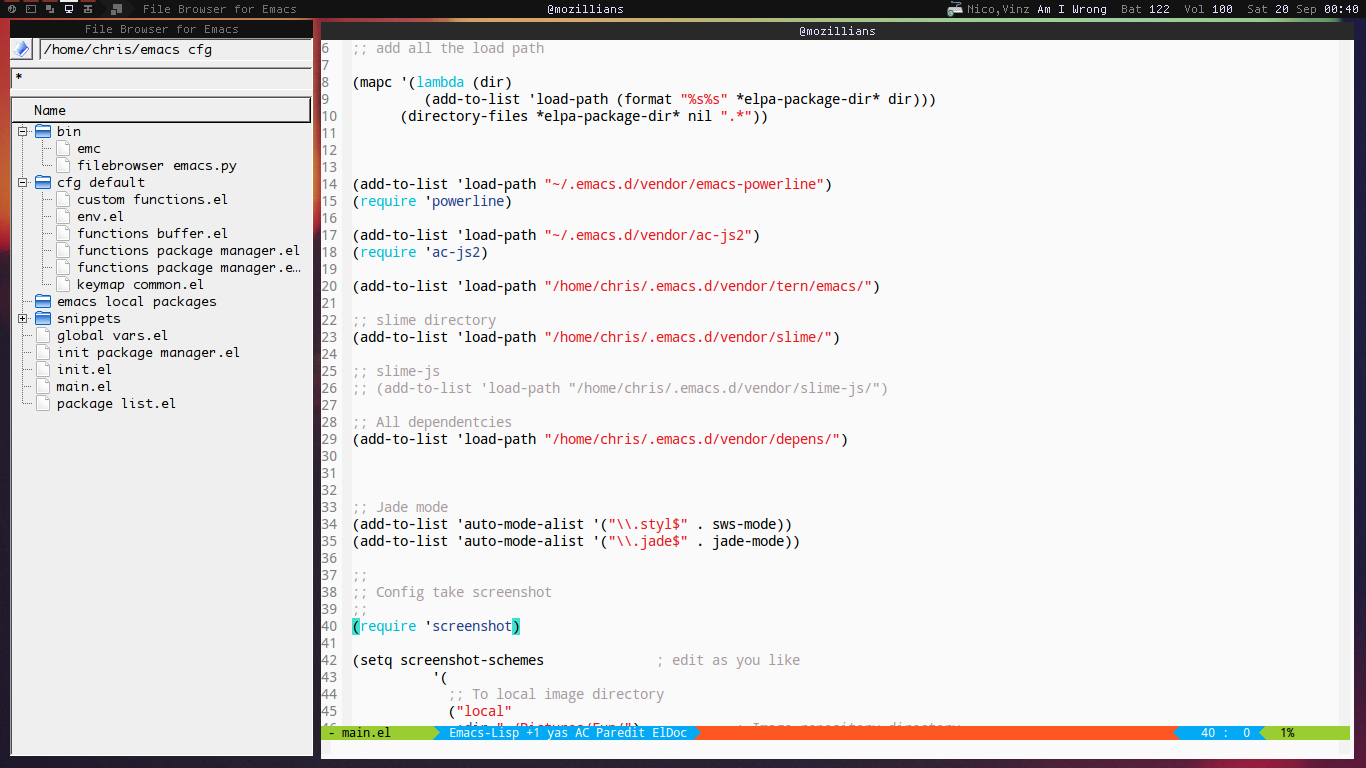 File Browser for Emacs
@mozillians
Nico,Vinz Am I Wrong Bat 122 Vol 100 Sat 20 Sep 00:40
File Browser for Emacs
/home/chris/emacs cfg
*
Name
bin
emc
filebrowser emacs.py
cfg default
custom functions.el
env.el
functions buffer.el
functions package manager.el
functions package manager.e…
keymap common.el
emacs local packages
snippets
global vars.el
init package manager.el
init.el
main.el
package list.el
@mozillians
6 ;; add all the load path
7
8 (mapc '(lambda (dir)
9 (add-to-list 'load-path (format "%s%s" *elpa-package-dir* dir)))
10 (directory-files *elpa-package-dir* nil ".*"))
11
12
13
14 (add-to-list 'load-path "~/.emacs.d/vendor/emacs-powerline")
15 (require 'powerline)
16
17 (add-to-list 'load-path "~/.emacs.d/vendor/ac-js2")
18 (require 'ac-js2)
19
20 (add-to-list 'load-path "/home/chris/.emacs.d/vendor/tern/emacs/")
21
22 ;; slime directory
23 (add-to-list 'load-path "/home/chris/.emacs.d/vendor/slime/")
24
25 ;; slime-js
26 ;; (add-to-list 'load-path "/home/chris/.emacs.d/vendor/slime-js/")
27
28 ;; All dependentcies
29 (add-to-list 'load-path "/home/chris/.emacs.d/vendor/depens/")
30
31
32
33 ;; Jade mode
34 (add-to-list 'auto-mode-alist '("\\.styl$" . sws-mode))
35 (add-to-list 'auto-mode-alist '("\\.jade$" . jade-mode))
36
37 ;;
38 ;; Config take screenshot
39 ;;
40 (require 'screenshot)
41
42 (setq screenshot-schemes ; edit as you like
43 '(
44 ;; To local image directory
45 ("local"
- main.el Emacs-Lisp +1 yas AC Paredit ElDoc 40 : 0 1%